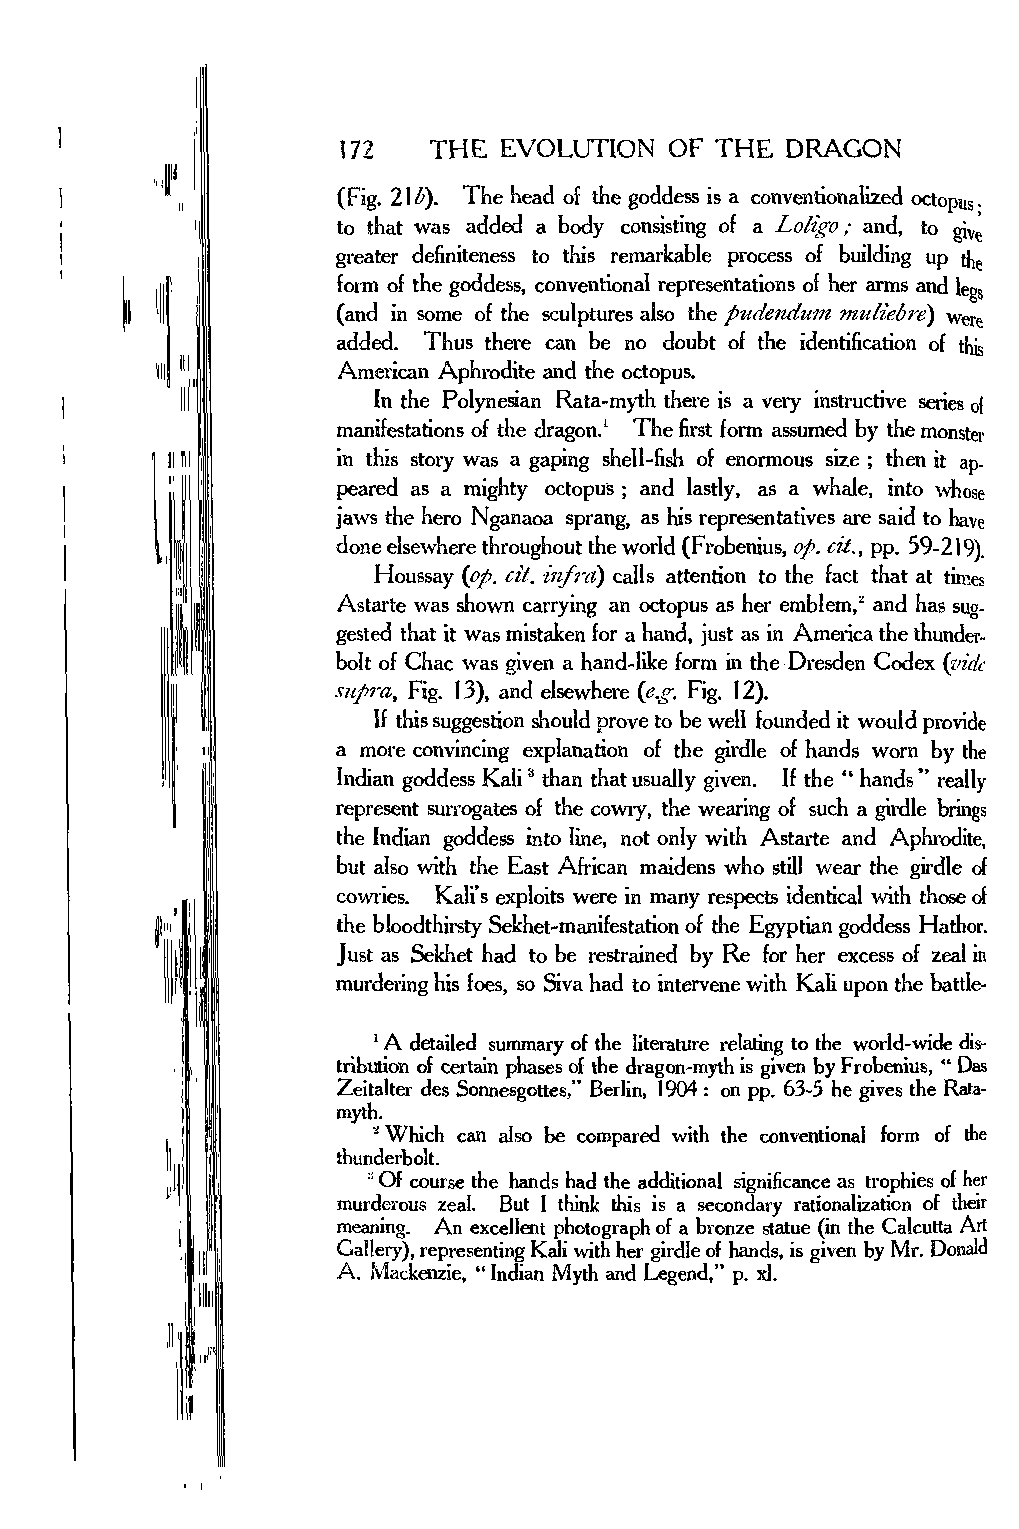 172 THE EVOLUTION OF THE DRAGON
(Fig. 21b). The head of the goddess is a conventionalized octopus;
to that was added a body consisting of a Loligo; and, to give
greater definiteness to this remarkable process of building up the
form of the goddess, conventional representations of her arms and legs
(and in some of the sculptures also the pudendum muliebre) were
added. Thus there can be no doubt of the identification of this
American Aphrodite and the octopus.
In the Polynesian Rata-myth there is a very instructive series of
manifestations of the dragon.¹ The first form assumed by the monster
in this story was a gaping shell-fish of enormous size; then it ap-
peared as a mighty octopus; and lastly, as a whale, into whose
jaws the hero Nganaoa sprang, as his representatives are said to have
done elsewhere throughout the world (Frobenius, op. cit., pp. 59-219).
Houssay (op. cit. infra) calls attention to the fact that at times
Astarte was shown carrying an octopus as her emblem,² and has sug-
gested that it was mistaken for a hand, just as in America the thunder-
bolt of Chac was given a hand-like form in the Dresden Codex (vide
supra, Fig. 13), and elsewhere (e.g. Fig. 12).
If this suggestion should prove to be well founded it would provide
a more convincing explanation of the girdle of hands worn by the
Indian goddess Kali³ than that usually given. If the "hands" really
represent surrogates of the cowry, the wearing of such a girdle brings
the Indian goddess into line, not only with Astarte and Aphrodite,
but also with the East African maidens who still wear the girdle of
cowries. Kali's exploits were in many respects identical with those of
the bloodthirsty Sekhet-manifestation of the Egyptian goddess Hathor.
Just as Sekhet had to be restrained by Re for her excess of zeal in
murdering his foes, so Siva had to intervene with Kali upon the battle-
¹ A detailed summary of the literature relating to the world-wide dis-
tribution of certain phases of the dragon-myth is given by Frobenius, "Das
Zeitalter des Sonnesgottes," Berlin, 1904: on pp. 63-5 he gives the Rata-
myth.
² Which can also be compared with the conventional form of the
thunderbolt.
³ Of course the hands had the additional significance as trophies of her
murderous zeal. But I think this is a secondary rationalization of their
meaning. An excellent photograph of a bronze statue (in the Calcutta Art
Gallery), representing Kali with her girdle of hands, is given by Mr. Donald
A. Mackenzie, "Indian Myth and Legend," p. xl.